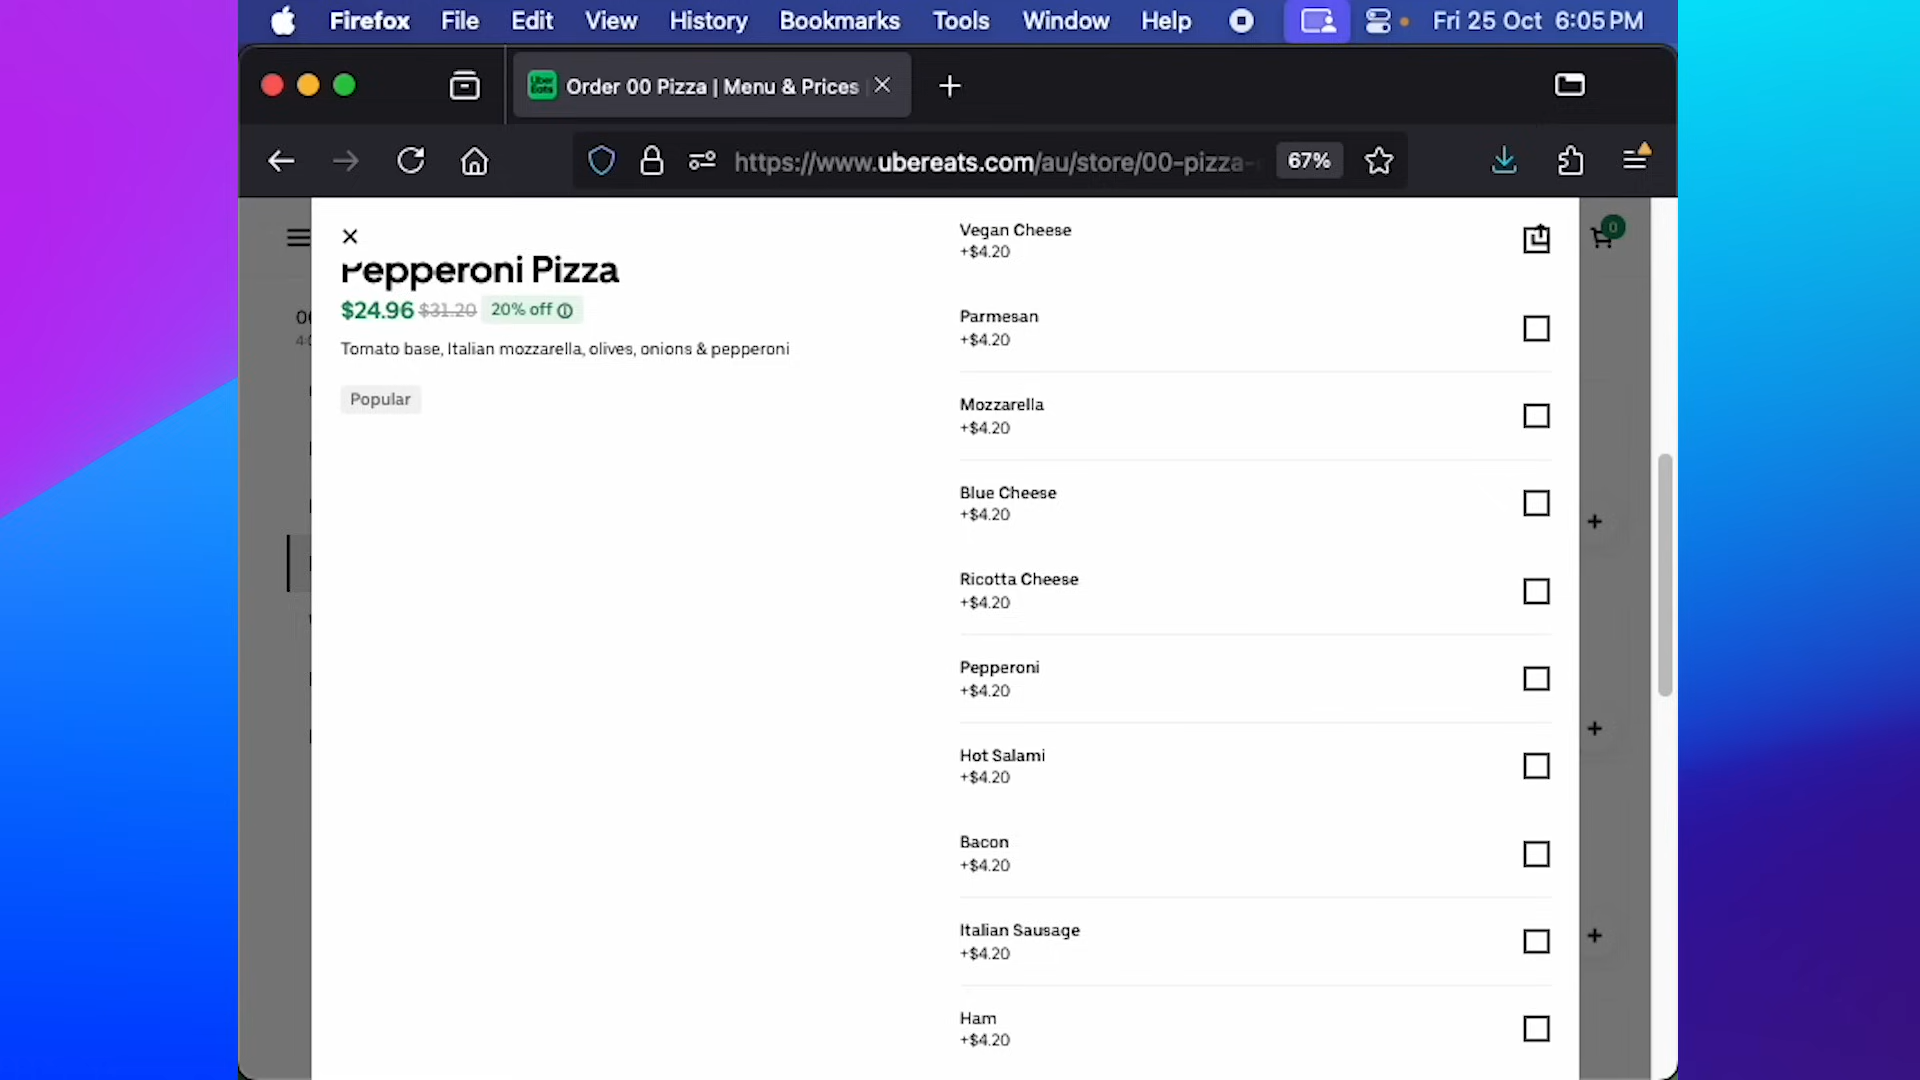 Firefox File Edit View History Bookmarks Tools Window Help Fri 25 Oct 6:05 PM
Uber Eats Order 00 Pizza | Menu & Prices
https://www.ubereats.com/au/store/00-pizza- 67%
Pepperoni Pizza
$24.96 $31.20 20% off
Tomato base, Italian mozzarella, olives, onions & pepperoni
Popular
Vegan Cheese
+$4.20
Parmesan
+$4.20
Mozzarella
+$4.20
Blue Cheese
+$4.20
Ricotta Cheese
+$4.20
Pepperoni
+$4.20
Hot Salami
+$4.20
Bacon
+$4.20
Italian Sausage
+$4.20
Ham
+$4.20
0